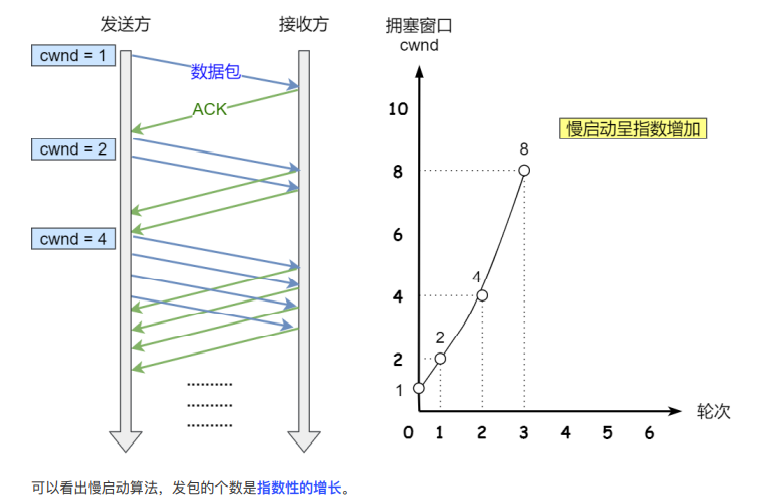 发送方
接收方
cwnd = 1
数据包
ACK
cwnd = 2
cwnd = 4
............
............
............
拥塞窗口
cwnd
10
慢启动呈指数增加
8
8
6
4
4
2
2
1
轮次
0 1 2 3 4 5 6
可以看出慢启动算法，发包的个数是指数性的增长。